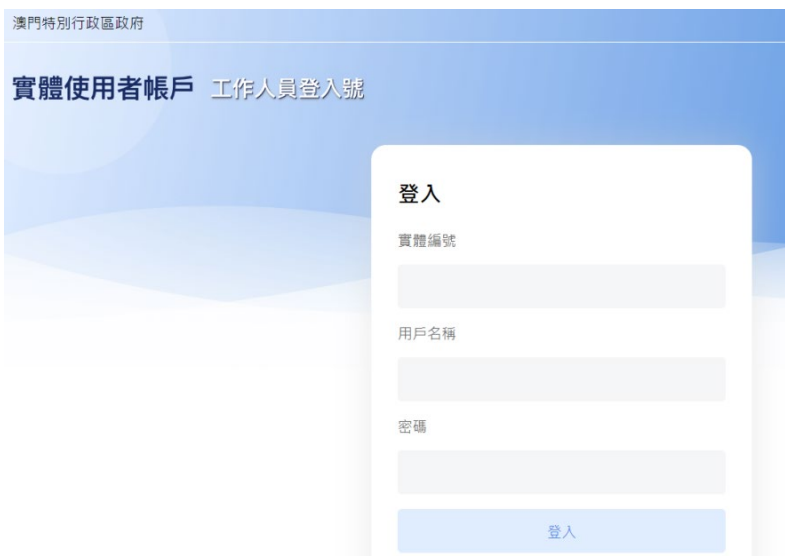 澳門特別行政區政府
實體使用者帳戶 工作人員登入號
登入
實體編號
用戶名稱
密碼
登入